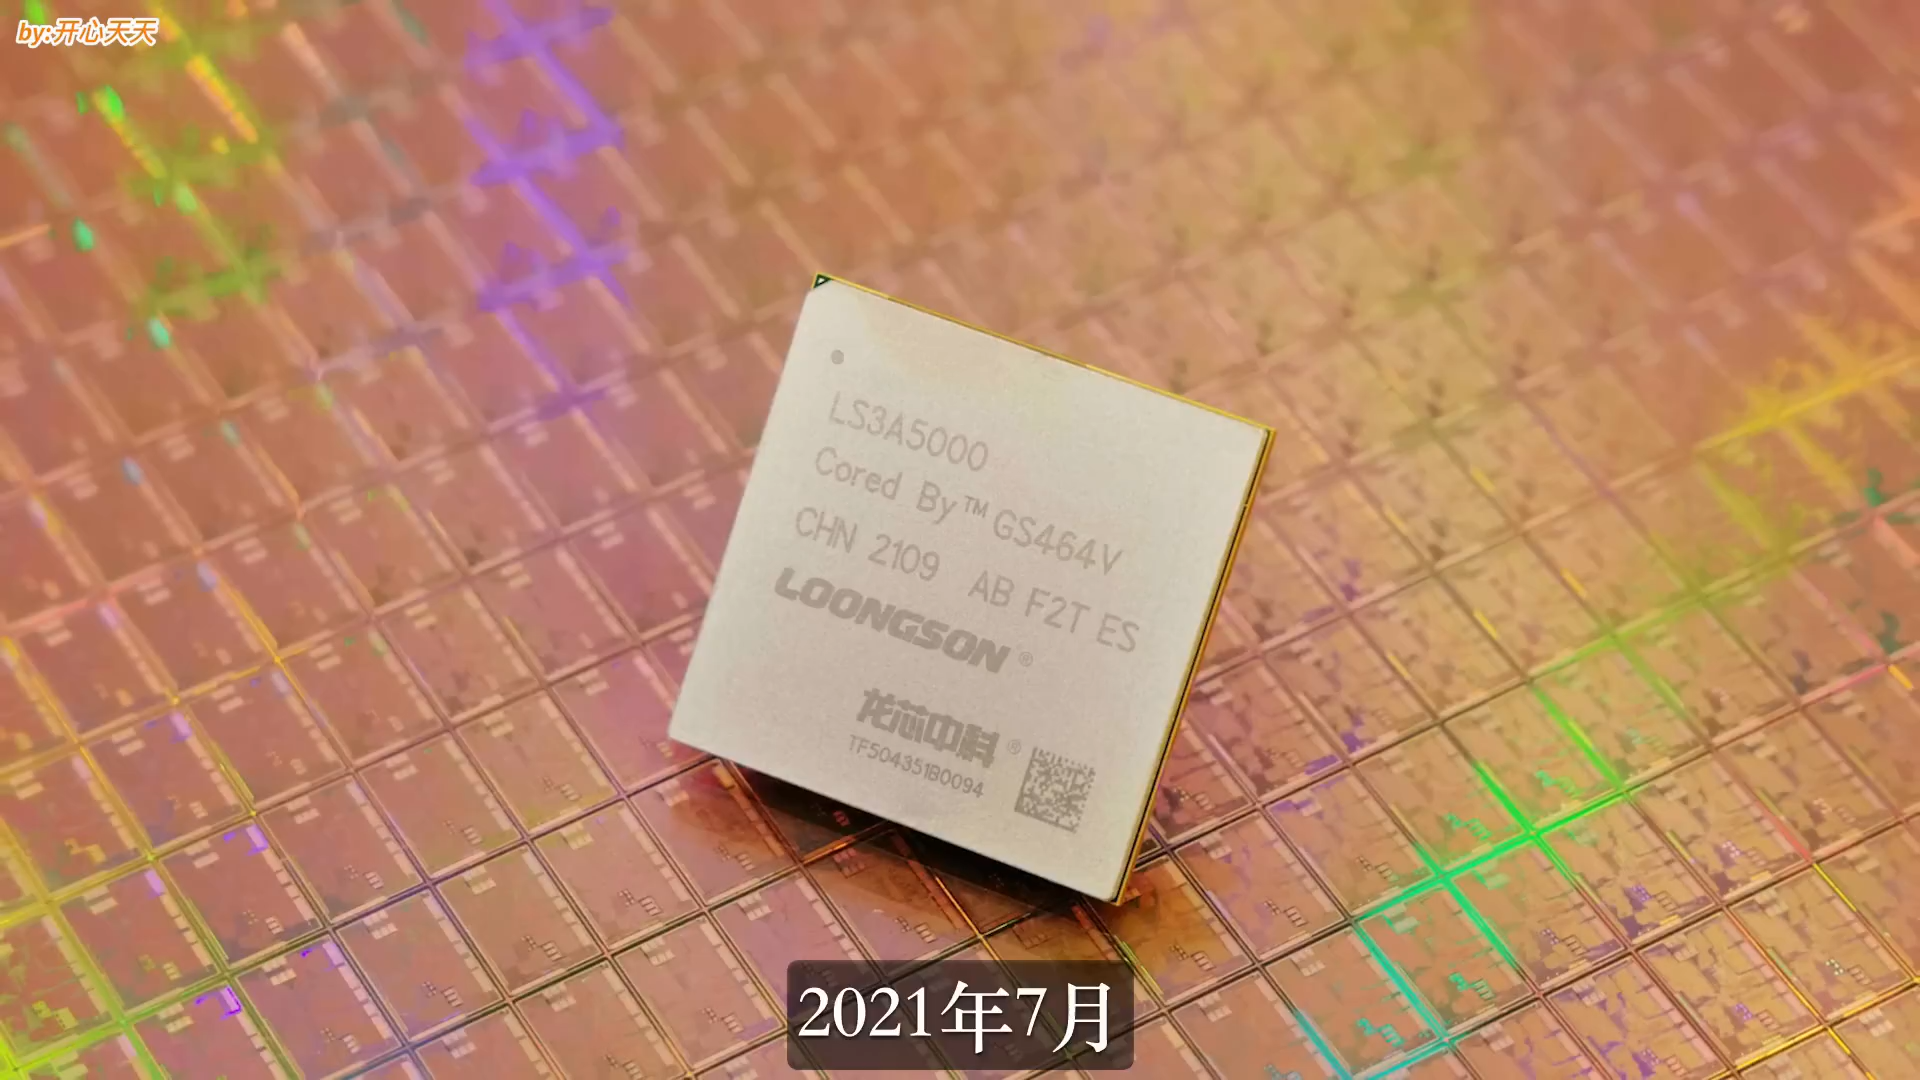 by:开心天天
LS3A5000
Cored By™ GS464V
CHN 2109 AB F2T ES
LOONGSON®
龙芯中科®
TF504351B0094
2021年7月